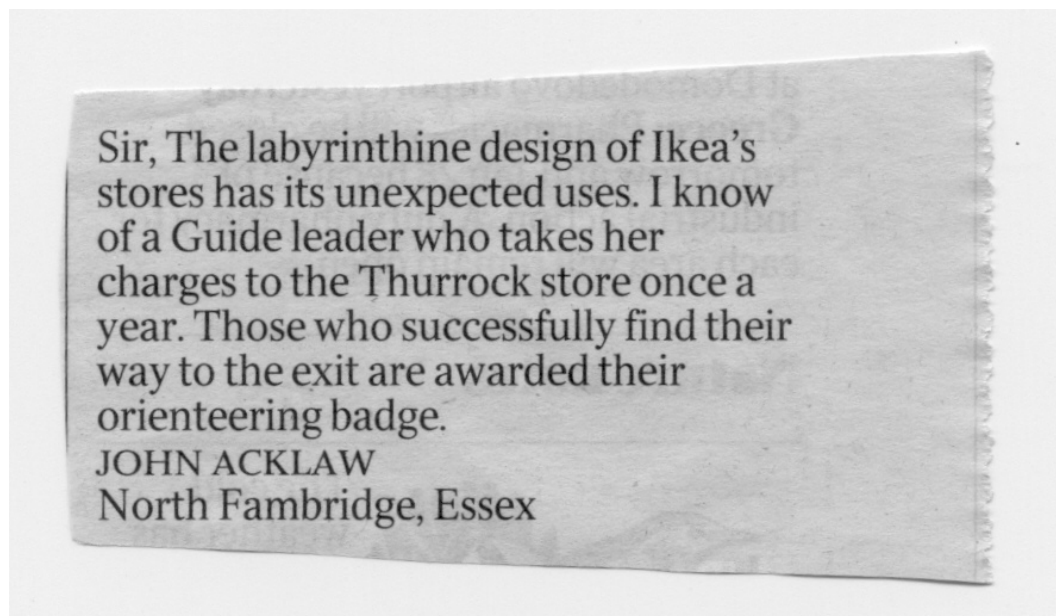 Sir, The labyrinthine design of Ikea’s
stores has its unexpected uses. I know
of a Guide leader who takes her
charges to the Thurrock store once a
year. Those who successfully find their
way to the exit are awarded their
orienteering badge.
JOHN ACKLAW
North Fambridge, Essex